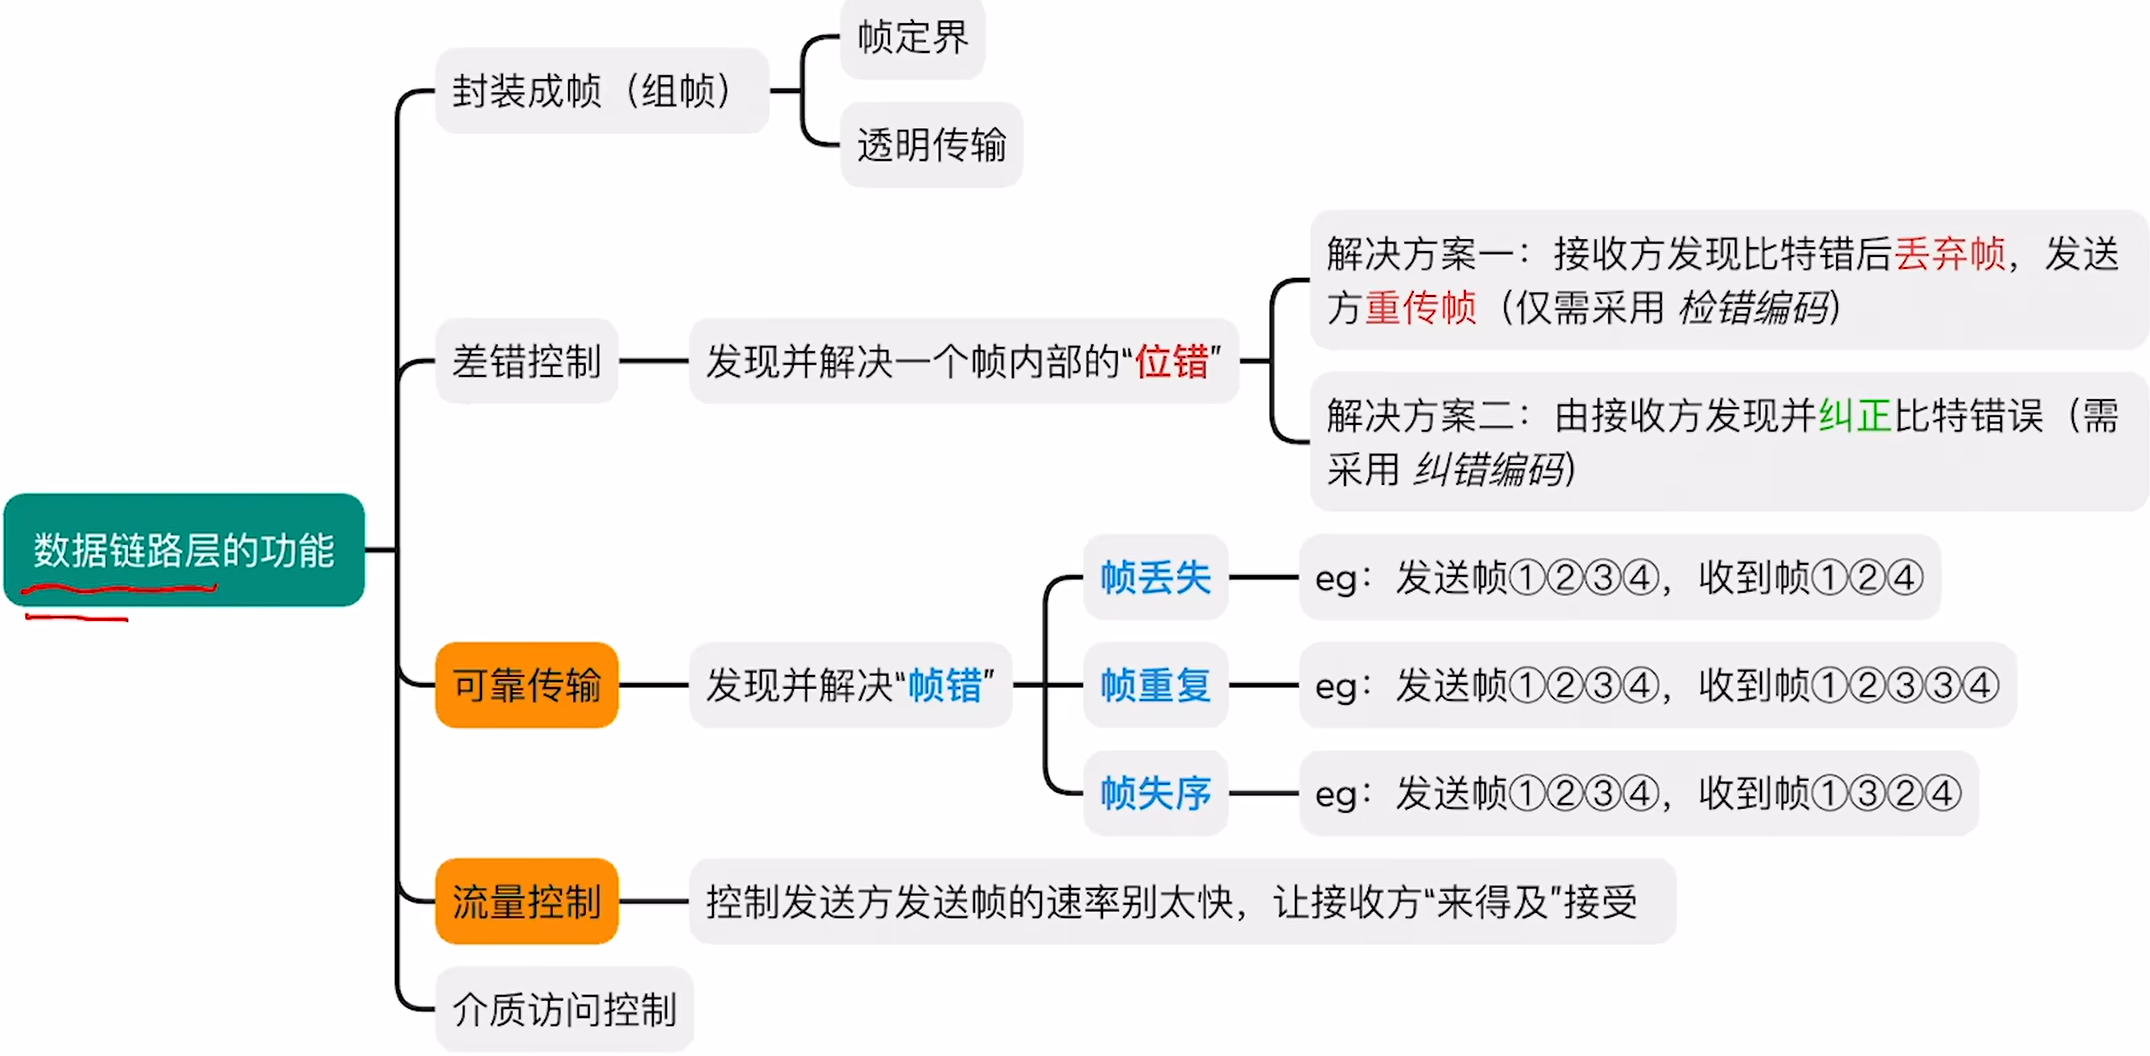 帧定界
封装成帧（组帧）
透明传输
解决方案一：接收方发现比特错后丢弃帧，发送
方重传帧（仅需采用 检错编码）
差错控制
发现并解决一个帧内部的“位错”
解决方案二：由接收方发现并纠正比特错误（需
采用 纠错编码）
数据链路层的功能
帧丢失
eg：发送帧①②③④，收到帧①②④
可靠传输
发现并解决“帧错”
帧重复
eg：发送帧①②③④，收到帧①②③③④
帧失序
eg：发送帧①②③④，收到帧①③②④
流量控制
控制发送方发送帧的速率别太快，让接收方“来得及”接受
介质访问控制